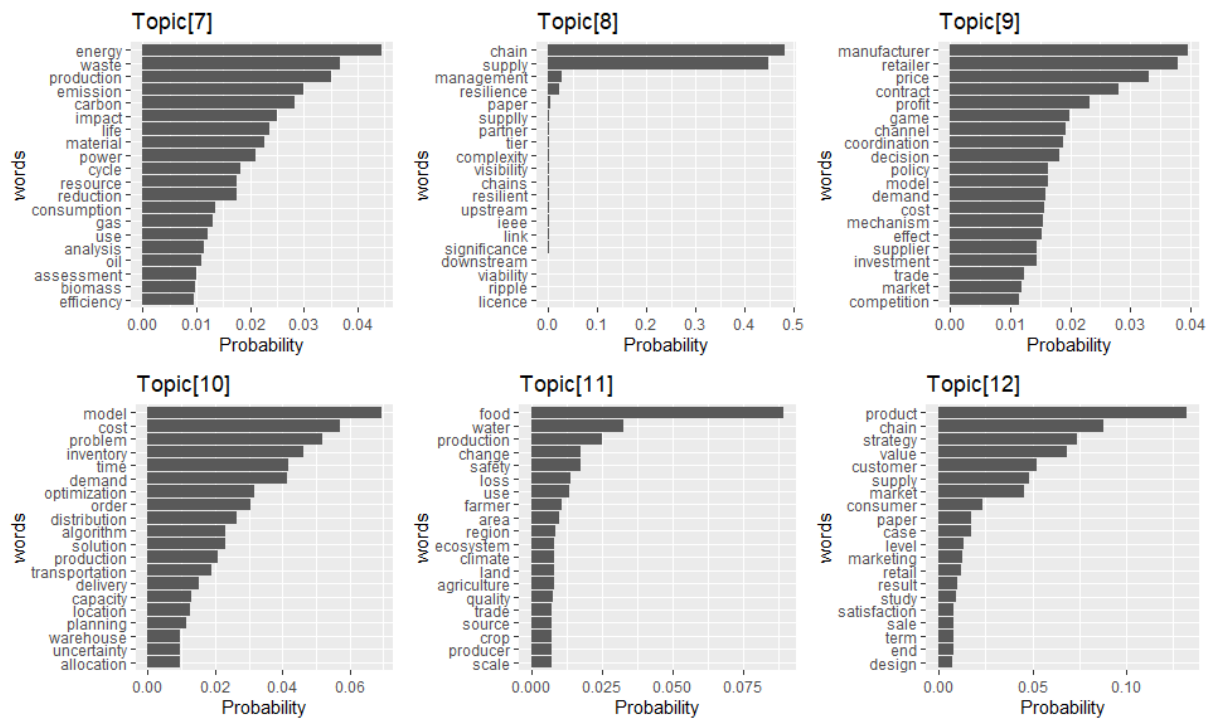 Topic[7]
energy
waste
production
emission
carbon
impact
life
material
power
cycle
resource
reduction
consumption
gas
use
analysis
oil
assessment
biomass
efficiency
words
0.00 0.01 0.02 0.03 0.04
Probability
Topic[8]
chain
supply
management
resilience
paper
supplly
partner
tier
complexity
visibility
chains
resilient
upstream
ieee
link
significance
downstream
viability
ripple
licence
words
0.0 0.1 0.2 0.3 0.4 0.5
Probability
Topic[9]
manufacturer
retailer
price
contract
profit
game
channel
coordination
decision
policy
model
demand
cost
mechanism
effect
supplier
investment
trade
market
competition
words
0.00 0.01 0.02 0.03 0.04
Probability
Topic[10]
model
cost
problem
inventory
time
demand
optimization
order
distribution
algorithm
solution
production
transportation
delivery
capacity
location
planning
warehouse
uncertainty
allocation
words
0.00 0.02 0.04 0.06
Probability
Topic[11]
food
water
production
change
safety
loss
use
farmer
area
region
ecosystem
climate
land
agriculture
quality
trade
source
crop
producer
scale
words
0.000 0.025 0.050 0.075
Probability
Topic[12]
product
chain
strategy
value
customer
supply
market
consumer
paper
case
level
marketing
retail
result
study
satisfaction
sale
term
end
design
words
0.00 0.05 0.10
Probability